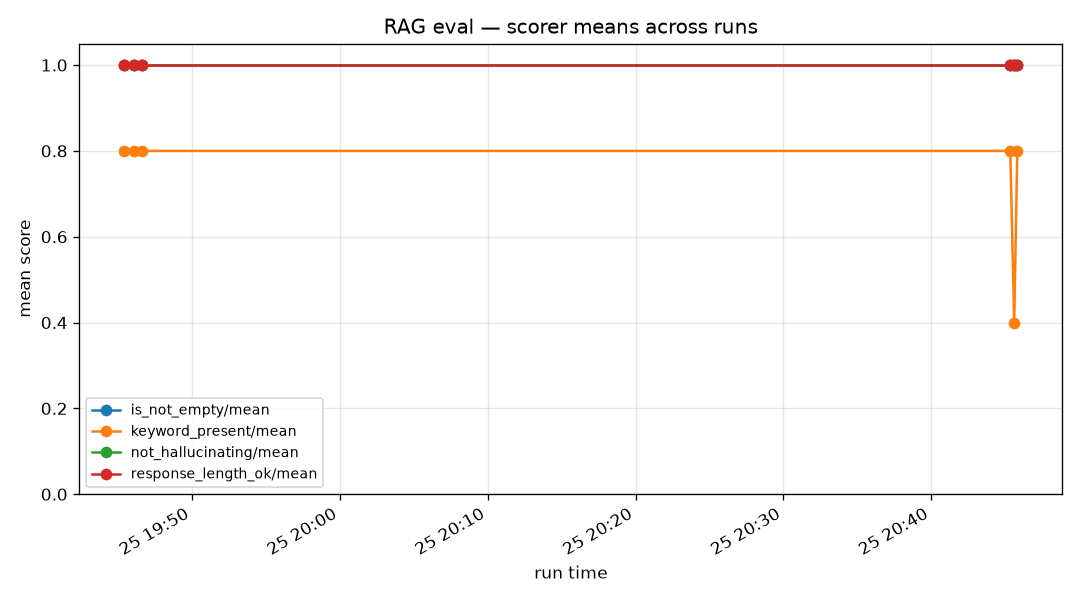 RAG eval — scorer means across runs
mean score
1.0
0.8
0.6
0.4
0.2
0.0
is_not_empty/mean
keyword_present/mean
not_hallucinating/mean
response_length_ok/mean
25 19:50
25 20:00
25 20:10
25 20:20
25 20:30
25 20:40
run time